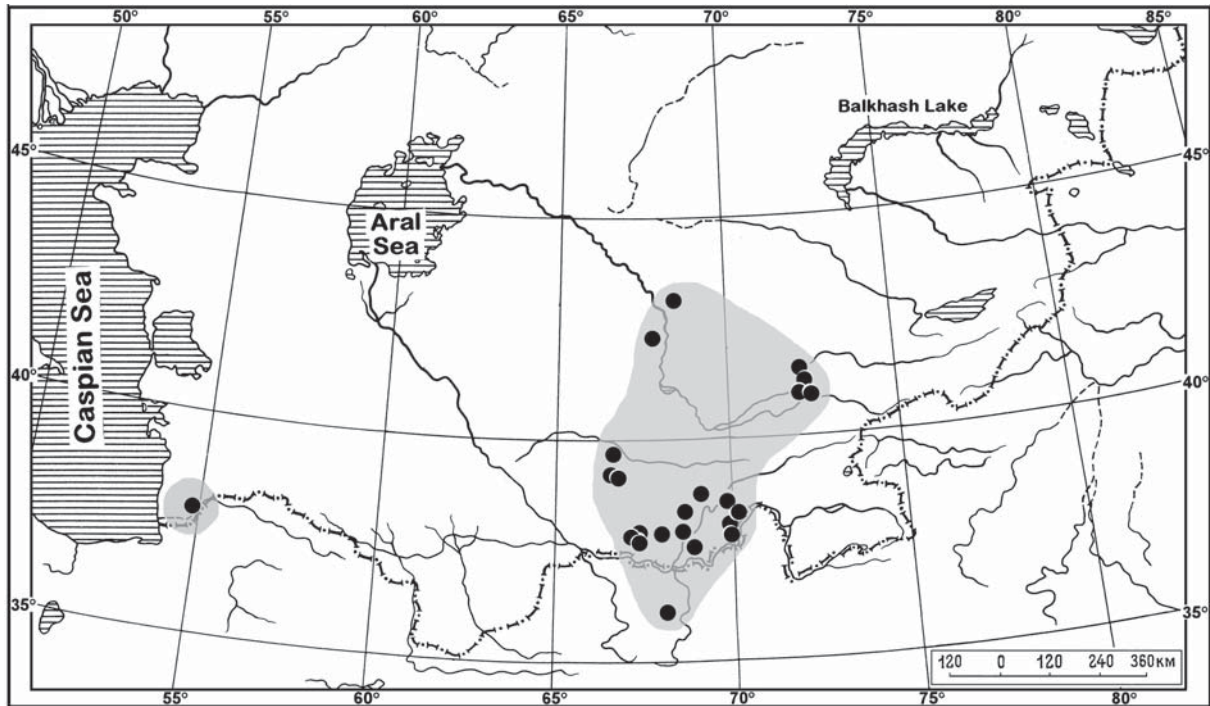 50° 55° 60° 65° 70° 75° 80° 85°
Balkhash Lake
45° 45°
Aral
Sea
Caspian Sea
40° 40°
35° 35°
120 0 120 240 360 км
55° 60° 65° 70° 75° 80°